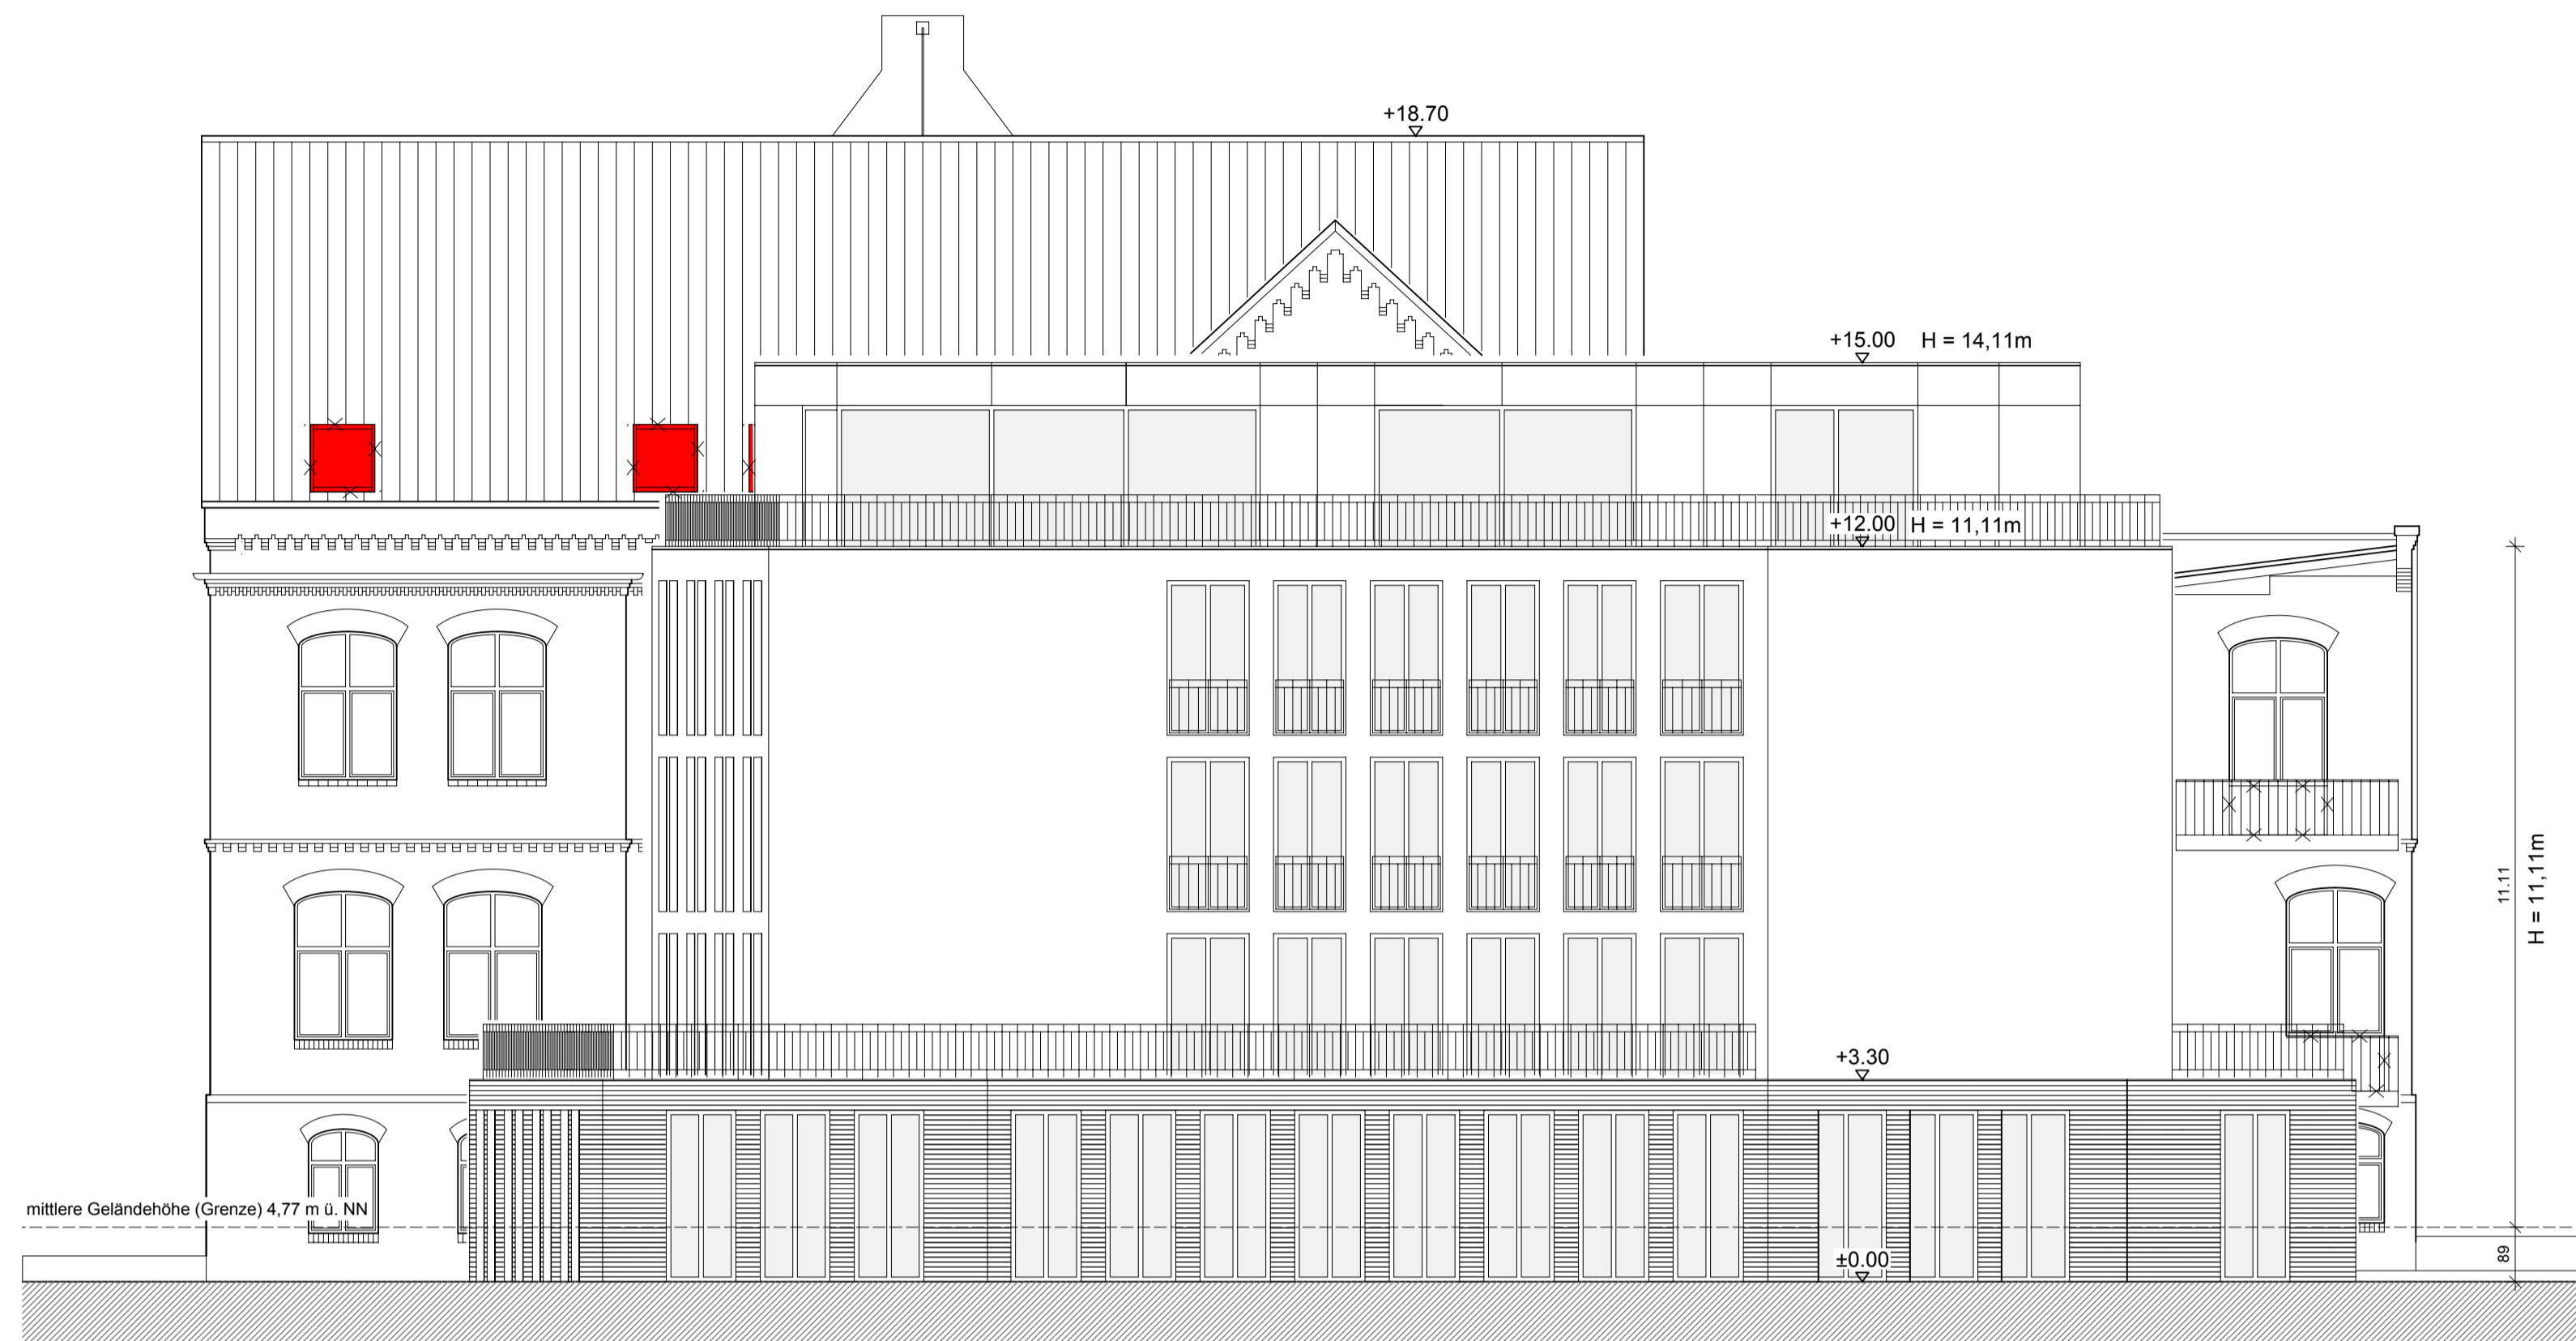 +18.70
+15.00 H = 14,11m
+12.00 H = 11,11m
11.11
H = 11,11m
+3.30
mittlere Geländehöhe (Grenze) 4,77 m ü. NN
±0.00
89